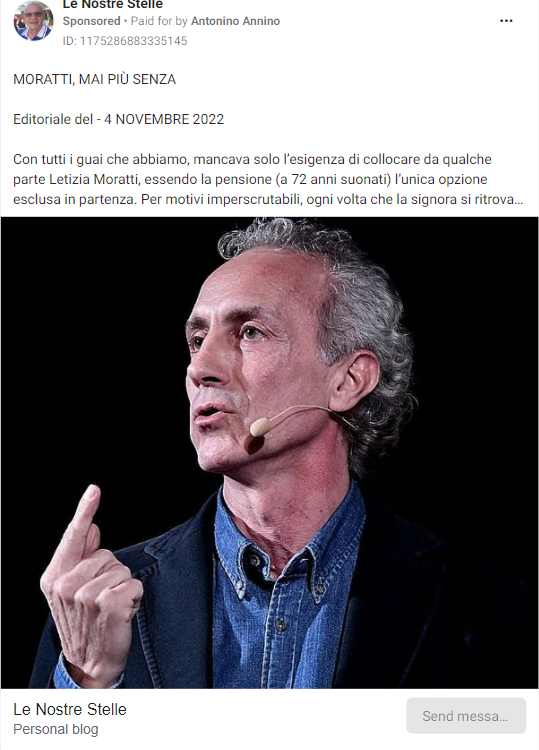 Le Nostre Stelle
Sponsored • Paid for by Antonino Annino
ID: 1175286883335145
MORATTI, MAI PIÙ SENZA
Editoriale del - 4 NOVEMBRE 2022
Con tutti i guai che abbiamo, mancava solo l'esigenza di collocare da qualche
parte Letizia Moratti, essendo la pensione (a 72 anni suonati) l'unica opzione
esclusa in partenza. Per motivi imperscrutabili, ogni volta che la signora si ritrova...
Le Nostre Stelle
Personal blog
Send messa...